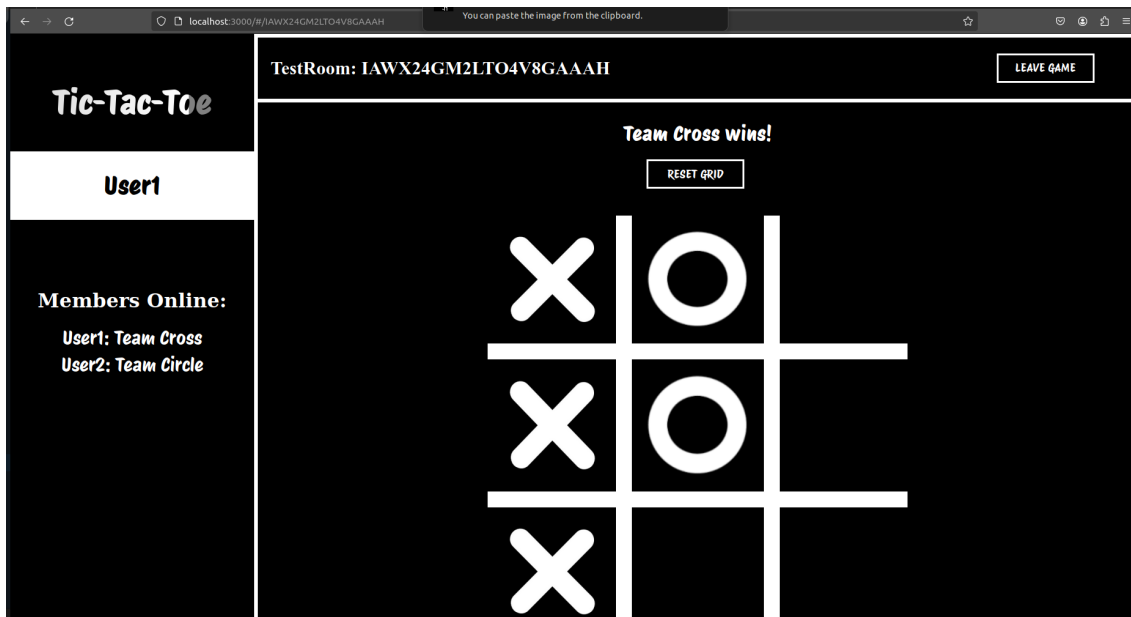 localhost:3000/#/IAWX24GM2LTO4V8GAAAH
You can paste the image from the clipboard.
Tic-Tac-Toe
TestRoom: IAWX24GM2LTO4V8GAAAH
LEAVE GAME
User1
Team Cross wins!
RESET GRID
Members Online:
User1: Team Cross
User2: Team Circle